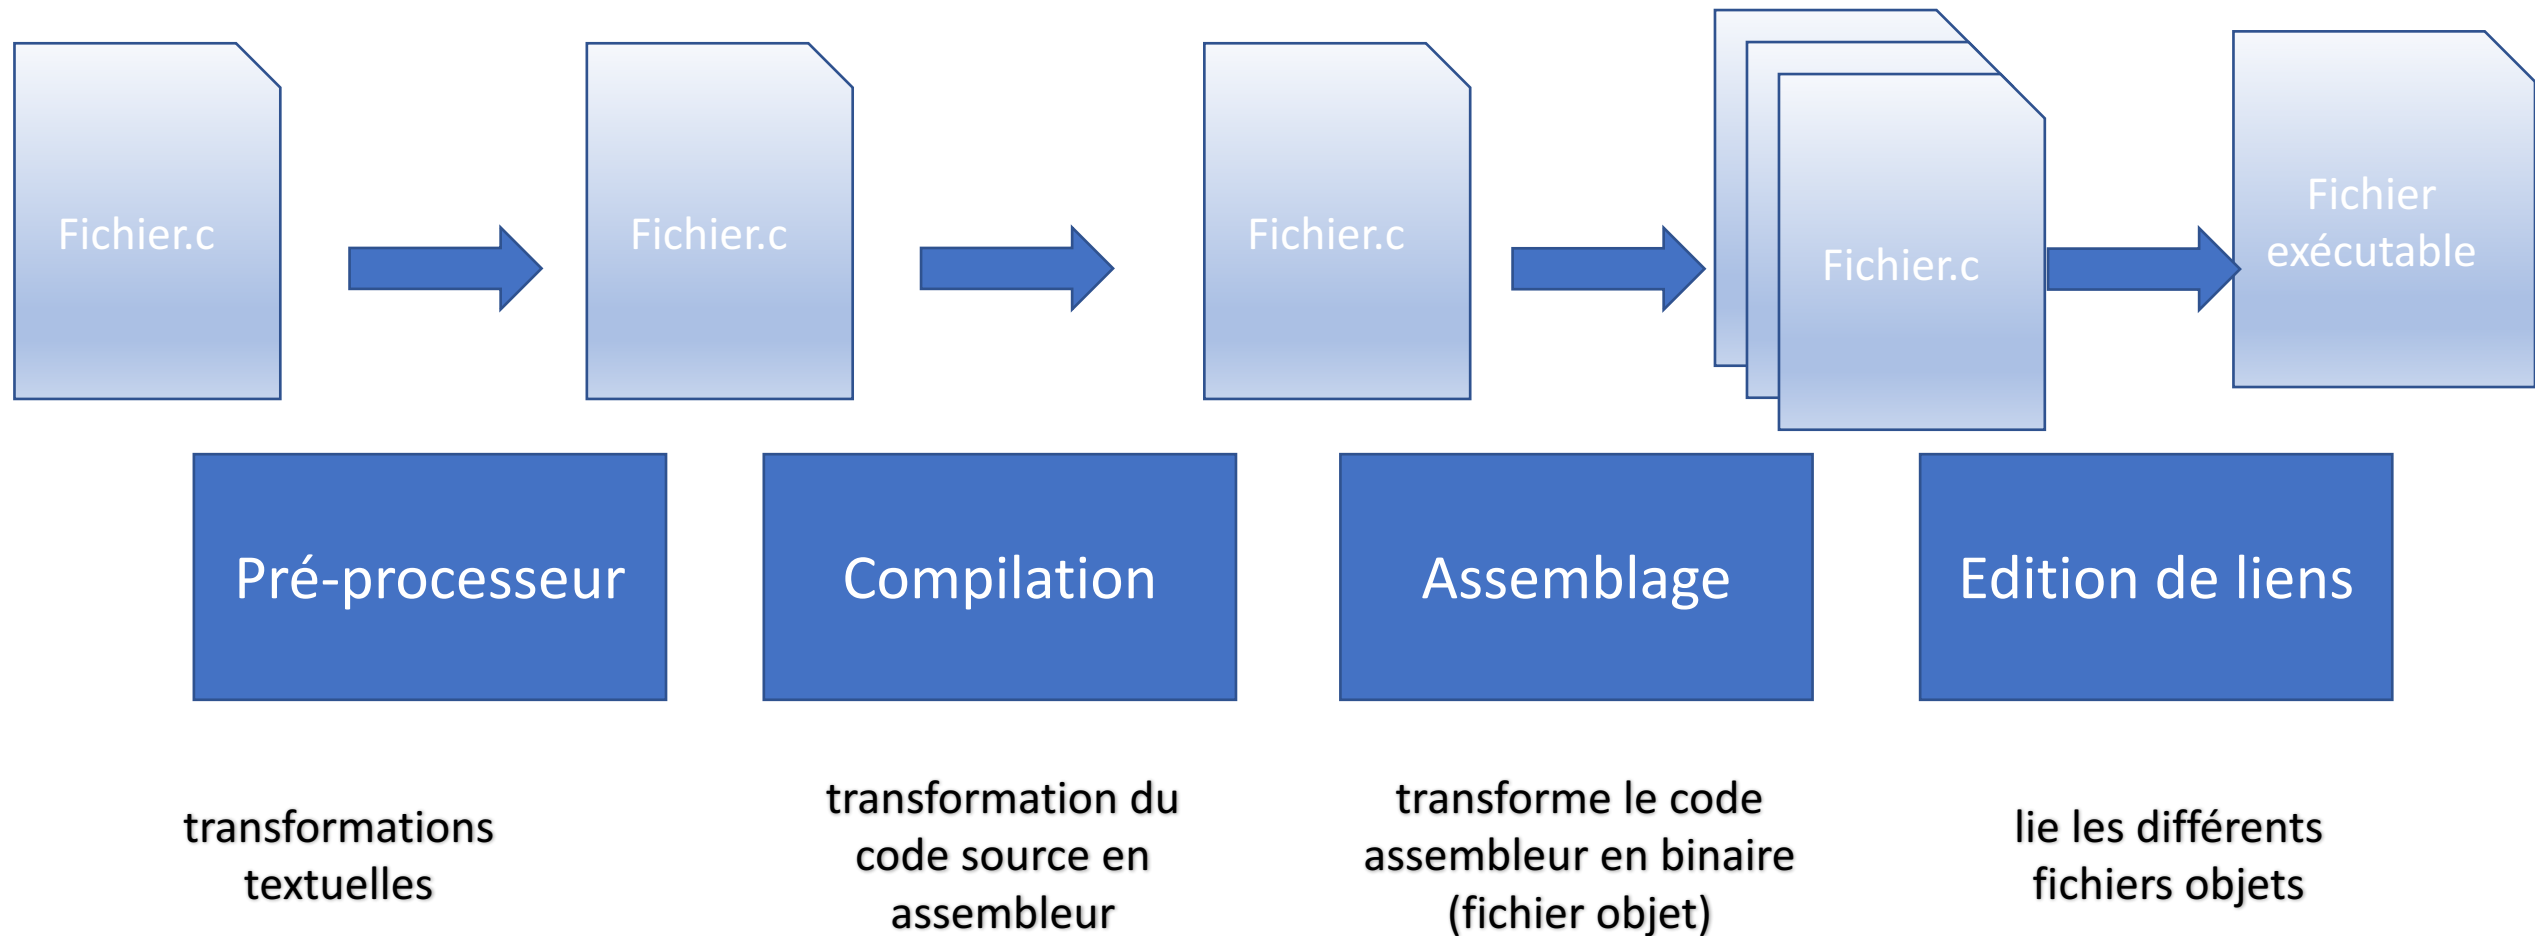 Fichier.c
Fichier.c
Fichier.c
Fichier.c
Fichier
exécutable
Pré-processeur
Compilation
Assemblage
Edition de liens
transformations
textuelles
transformation du
code source en
assembleur
transforme le code
assembleur en binaire
(fichier objet)
lie les différents
fichiers objets